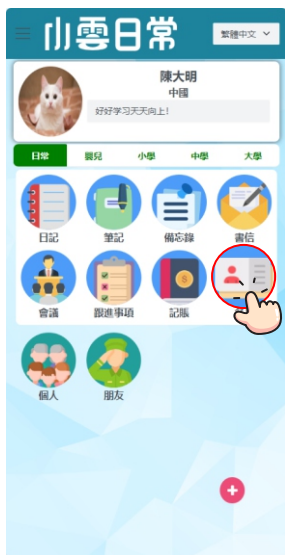 小雲日常
繁體中文
陳大明
中國
好好学习天天向上!
日常 嬰兒 小學 中學 大學
日記 筆記 備忘錄 書信
會議 跟進事項 記賬
個人 朋友